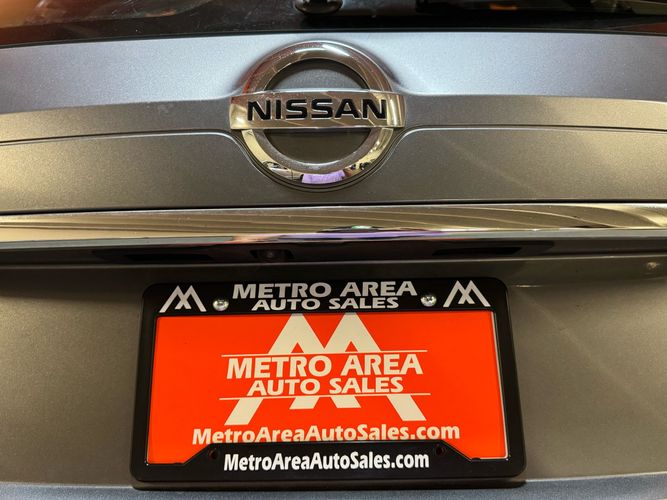 NISSAN
METRO AREA
AUTO SALES
METRO AREA
AUTO SALES
MetroAreaAutoSales.com
MetroAreaAutoSales.com